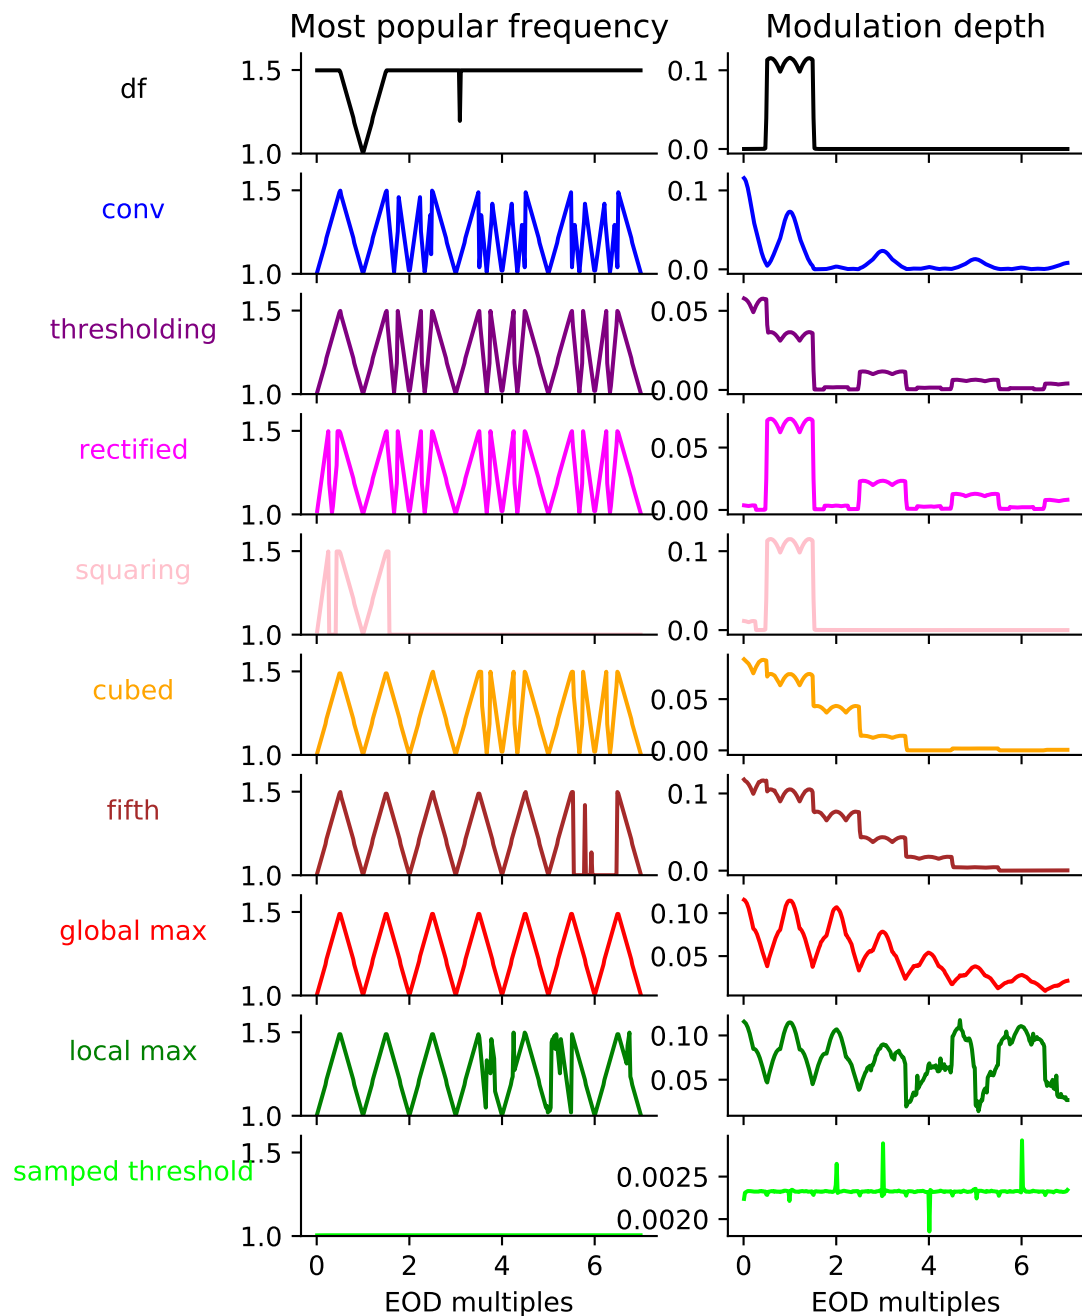 Most popular frequency Modulation depth
df 1.5 1.0 0.1 0.0
conv 1.5 1.0 0.1 0.0
thresholding 1.5 1.0 0.05 0.00
rectified 1.5 1.0 0.05 0.00
squaring 1.5 1.0 0.1 0.0
cubed 1.5 1.0 0.05 0.00
fifth 1.5 1.0 0.1 0.0
global max 1.5 1.0 0.10 0.05
local max 1.5 1.0 0.10 0.05
samped threshold 1.5 1.0 0.0025 0.0020
0 2 4 6 0 2 4 6
EOD multiples EOD multiples